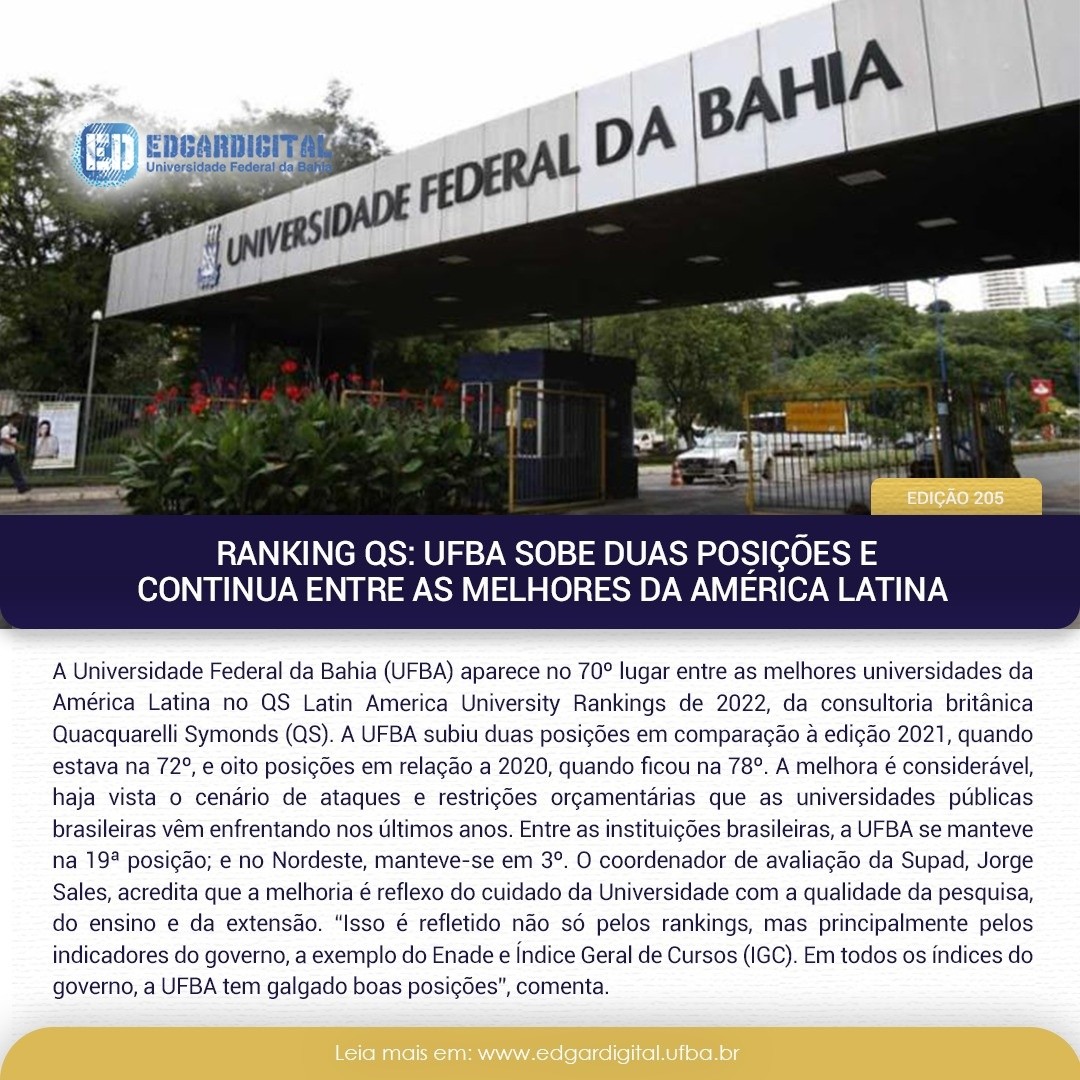 EDGARDIGITAL
Universidade Federal da Bahia
UNIVERSIDADE FEDERAL DA BAHIA
EDIÇÃO 205
RANKING QS: UFBA SOBE DUAS POSIÇÕES E
CONTINUA ENTRE AS MELHORES DA AMÉRICA LATINA
A Universidade Federal da Bahia (UFBA) aparece no 70º lugar entre as melhores universidades da
América Latina no QS Latin America University Rankings de 2022, da consultoria britânica
Quacquarelli Symonds (QS). A UFBA subiu duas posições em comparação à edição 2021, quando
estava na 72º, e oito posições em relação a 2020, quando ficou na 78º. A melhora é considerável,
haja vista o cenário de ataques e restrições orçamentárias que as universidades públicas
brasileiras vêm enfrentando nos últimos anos. Entre as instituições brasileiras, a UFBA se manteve
na 19ª posição; e no Nordeste, manteve-se em 3º. O coordenador de avaliação da Supad, Jorge
Sales, acredita que a melhoria é reflexo do cuidado da Universidade com a qualidade da pesquisa,
do ensino e da extensão. “Isso é refletido não só pelos rankings, mas principalmente pelos
indicadores do governo, a exemplo do Enade e Índice Geral de Cursos (IGC). Em todos os índices do
governo, a UFBA tem galgado boas posições”, comenta.
Leia mais em: www.edgardigital.ufba.br